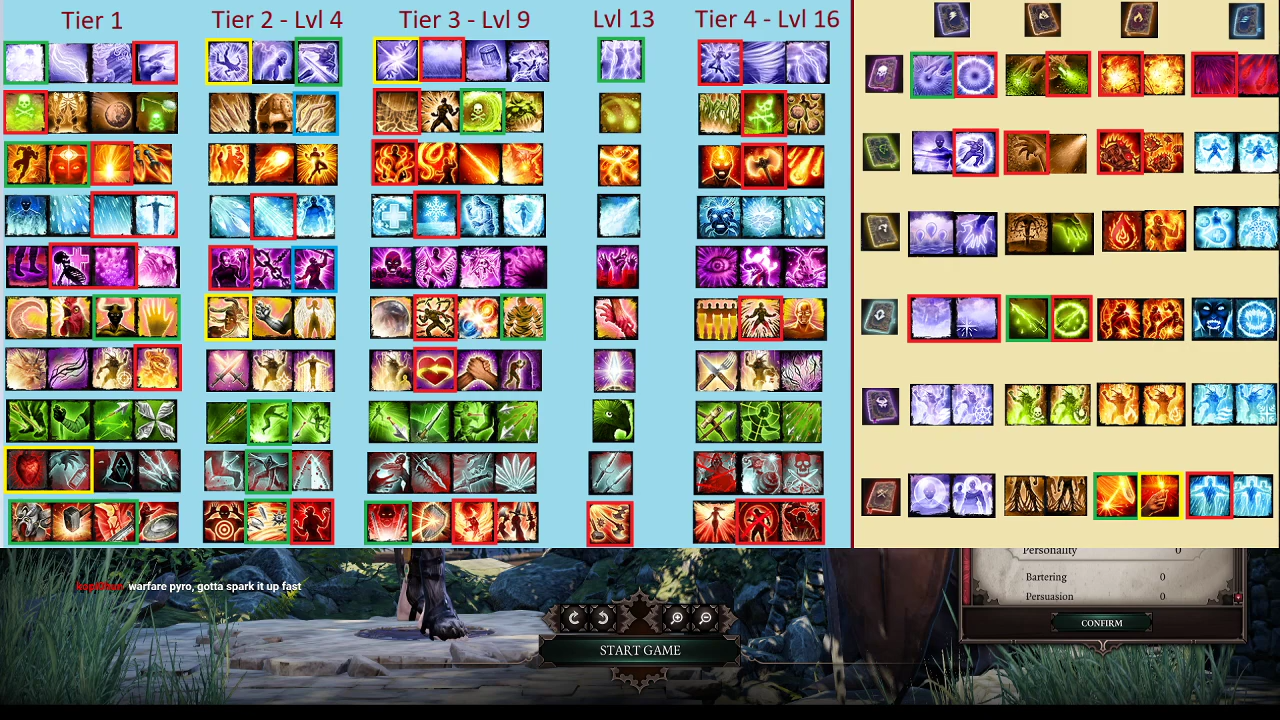 Tier 1
Tier 2 - Lvl 4
Tier 3 - Lvl 9
Lvl 13
Tier 4 - Lvl 16
Personality 0
warfare pyro, gotta spark it up fast
Bartering 0
Persuasion 0
CONFIRM
START GAME